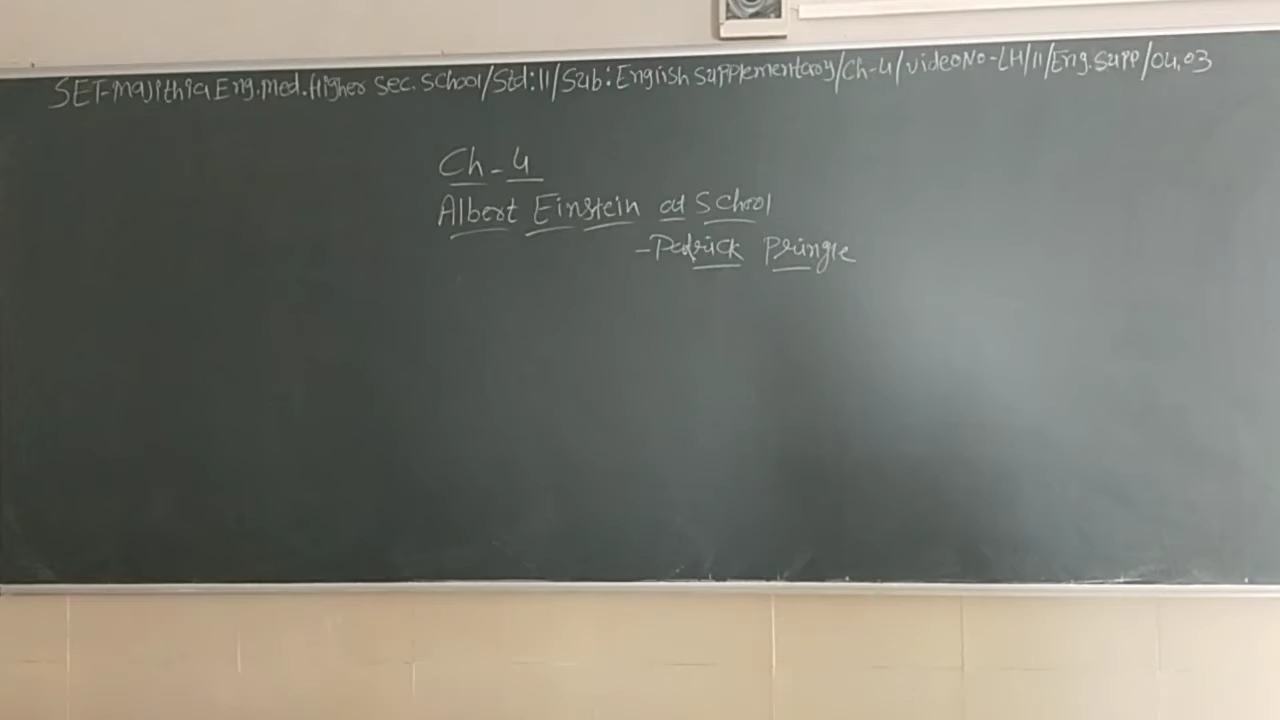 SET-Majithia Eng.Med.Higher Sec. School/Std:11/Sub: English Supplementary/Ch-4/videoNo-LH/11/Eng.Supp/04.03
Ch-4
Albert Einstein at School
-Patrick Pringle